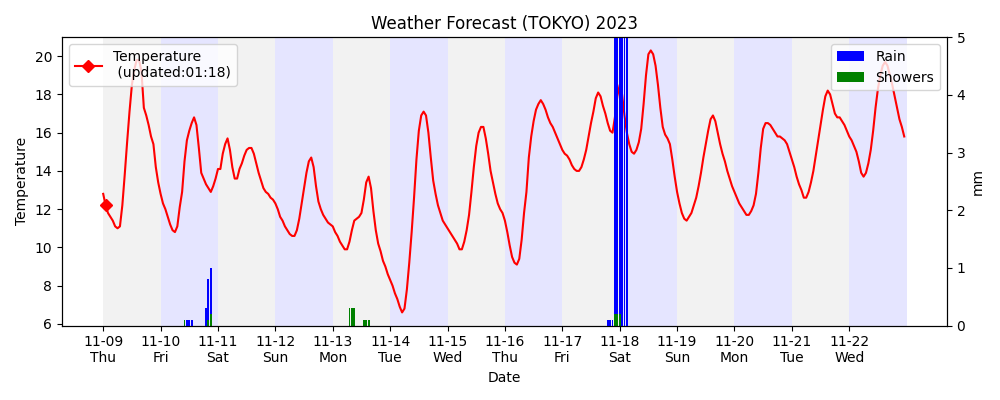 Weather Forecast (TOKYO) 2023
Temperature
(updated:01:18)
Rain
Showers
Temperature
20
18
16
14
12
10
8
6
5
4
3
2
1
0
mm
11-09 11-10 11-11 11-12 11-13 11-14 11-15 11-16 11-17 11-18 11-19 11-20 11-21 11-22
Thu Fri Sat Sun Mon Tue Wed Thu Fri Sat Sun Mon Tue Wed
Date